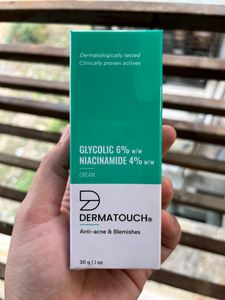 Dermatologically tested
Clinically proven actives
GLYCOLIC 6% w/w
NIACINAMIDE 4% w/w
CREAM
DERMATOUCH®
Anti-acne & Blemishes
30 g | 1 oz